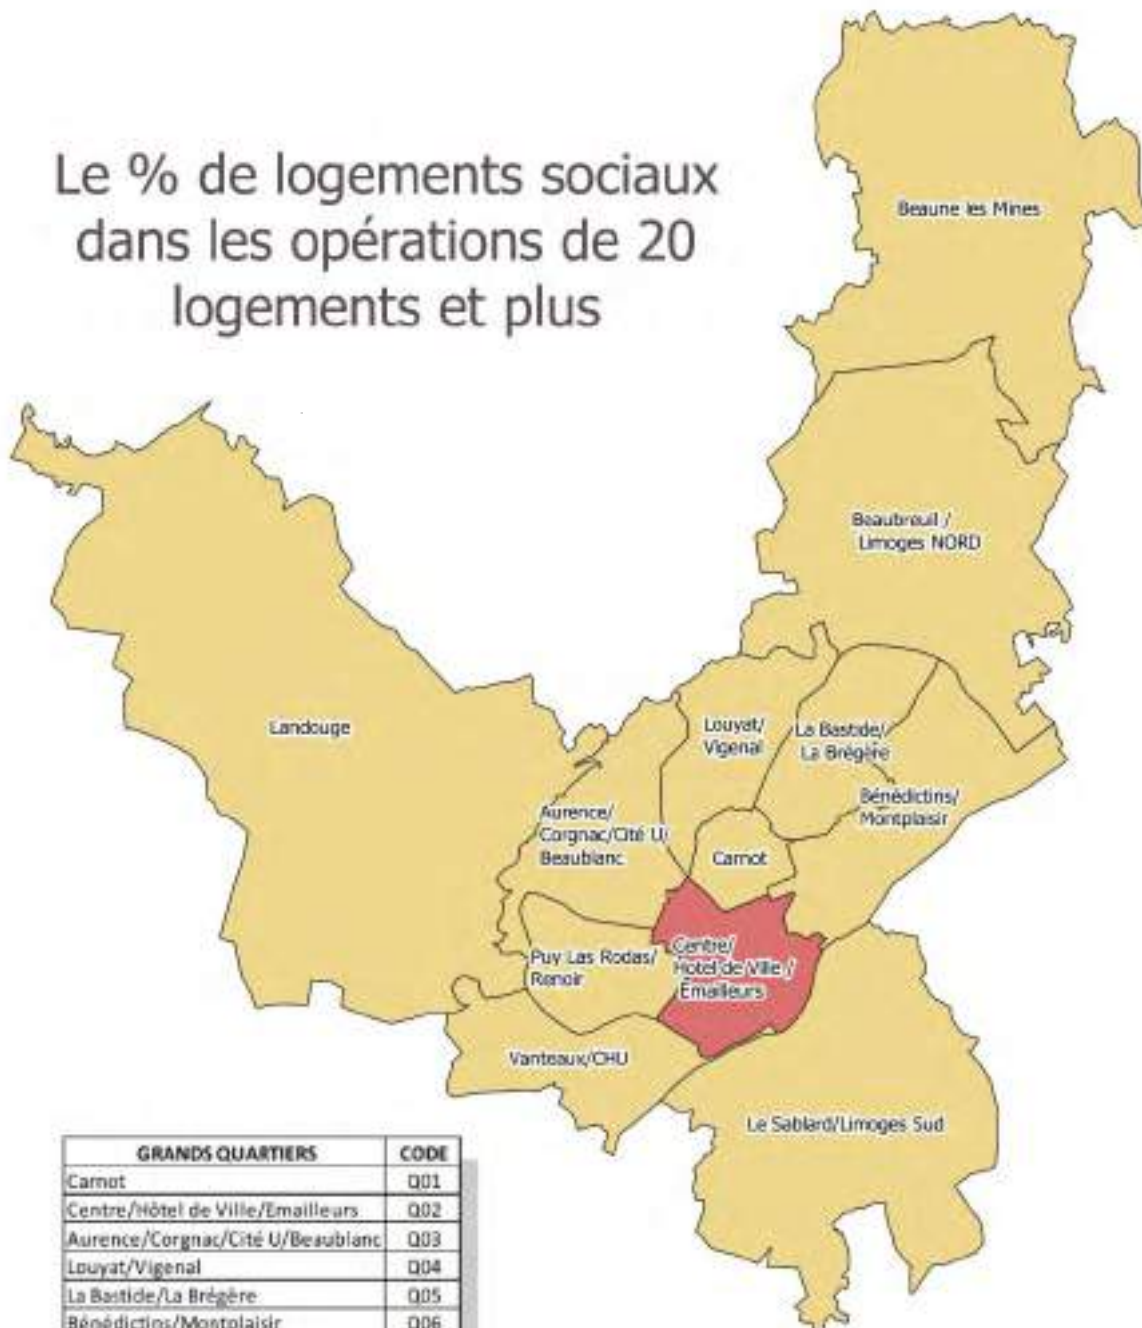 Le % de logements sociaux
dans les opérations de 20
logements et plus
Beaune les Mines
Beaubreuil /
Limoges NORD
Landouge
Louyat/
Vigenal
La Bastide/
La Brégère
Bénédictins/
Montplaisir
Aurence/
Corgnac/Cité U/
Beaublanc
Carnot
Puy Las Rodas/
Renoir
Centre/
Hotel de Ville /
Émailleurs
Vanteaux/CHU
Le Sablard/Limoges Sud
GRANDS QUARTIERS CODE
Carnot Q01
Centre/Hôtel de Ville/Emailleurs Q02
Aurence/Corgnac/Cité U/Beaublanc Q03
Louyat/Vigenal Q04
La Bastide/La Brégère Q05
Bénédictins/Montplaisir Q06